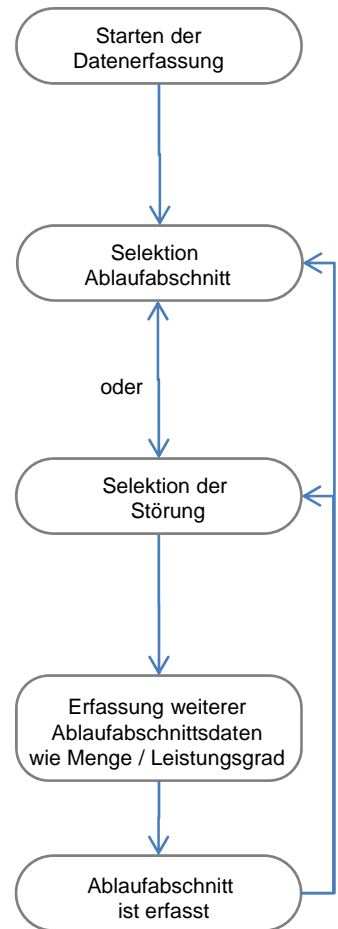 Starten der
Datenerfassung
Selektion
Ablaufabschnitt
oder
Selektion der
Störung
Erfassung weiterer
Ablaufabschnittsdaten
wie Menge / Leistungsgrad
Ablaufabschnitt
ist erfasst